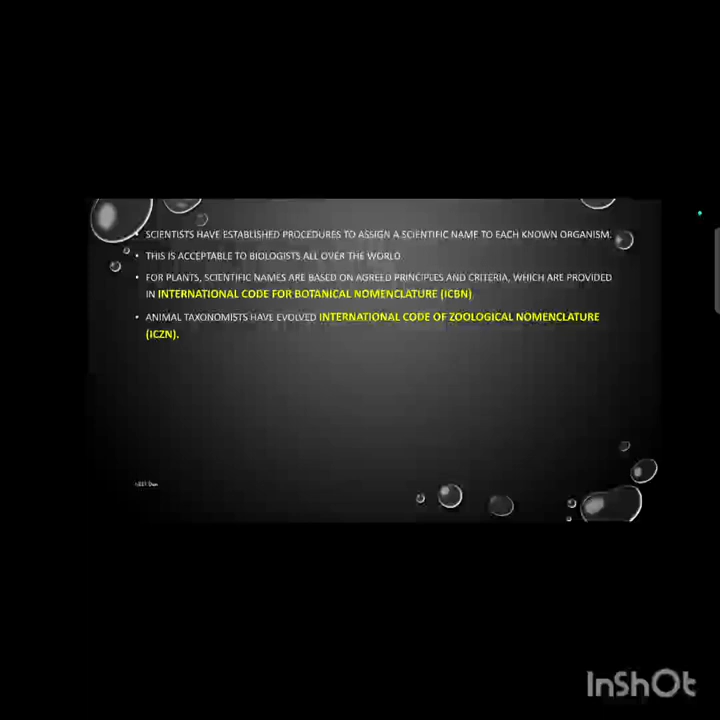 • SCIENTISTS HAVE ESTABLISHED PROCEDURES TO ASSIGN A SCIENTIFIC NAME TO EACH KNOWN ORGANISM.
• THIS IS ACCEPTABLE TO BIOLOGISTS ALL OVER THE WORLD
• FOR PLANTS, SCIENTIFIC NAMES ARE BASED ON AGREED PRINCIPLES AND CRITERIA, WHICH ARE PROVIDED
IN INTERNATIONAL CODE FOR BOTANICAL NOMENCLATURE (ICBN)
• ANIMAL TAXONOMISTS HAVE EVOLVED INTERNATIONAL CODE OF ZOOLOGICAL NOMENCLATURE
(ICZN).
InShOt